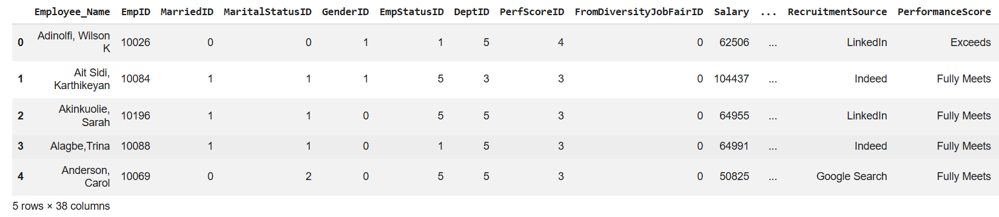 Employee_Name EmpID MarriedID MaritalStatusID GenderID EmpStatusID DeptID PerfScoreID FromDiversityJobFairID Salary ... RecruitmentSource PerformanceScore
0 Adinolfi, Wilson K 10026 0 0 1 1 5 4 0 62506 ... LinkedIn Exceeds
1 Ait Sidi, Karthikeyan 10084 1 1 1 5 3 3 0 104437 ... Indeed Fully Meets
2 Akinkuolie, Sarah 10196 1 1 0 5 5 3 0 64955 ... LinkedIn Fully Meets
3 Alagbe,Trina 10088 1 1 0 1 5 3 0 64991 ... Indeed Fully Meets
4 Anderson, Carol 10069 0 2 0 5 5 3 0 50825 ... Google Search Fully Meets
5 rows × 38 columns